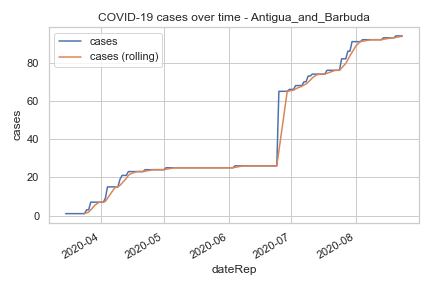 COVID-19 cases over time - Antigua_and_Barbuda
cases
cases (rolling)
cases
80
60
40
20
0
2020-04
2020-05
2020-06
2020-07
2020-08
dateRep